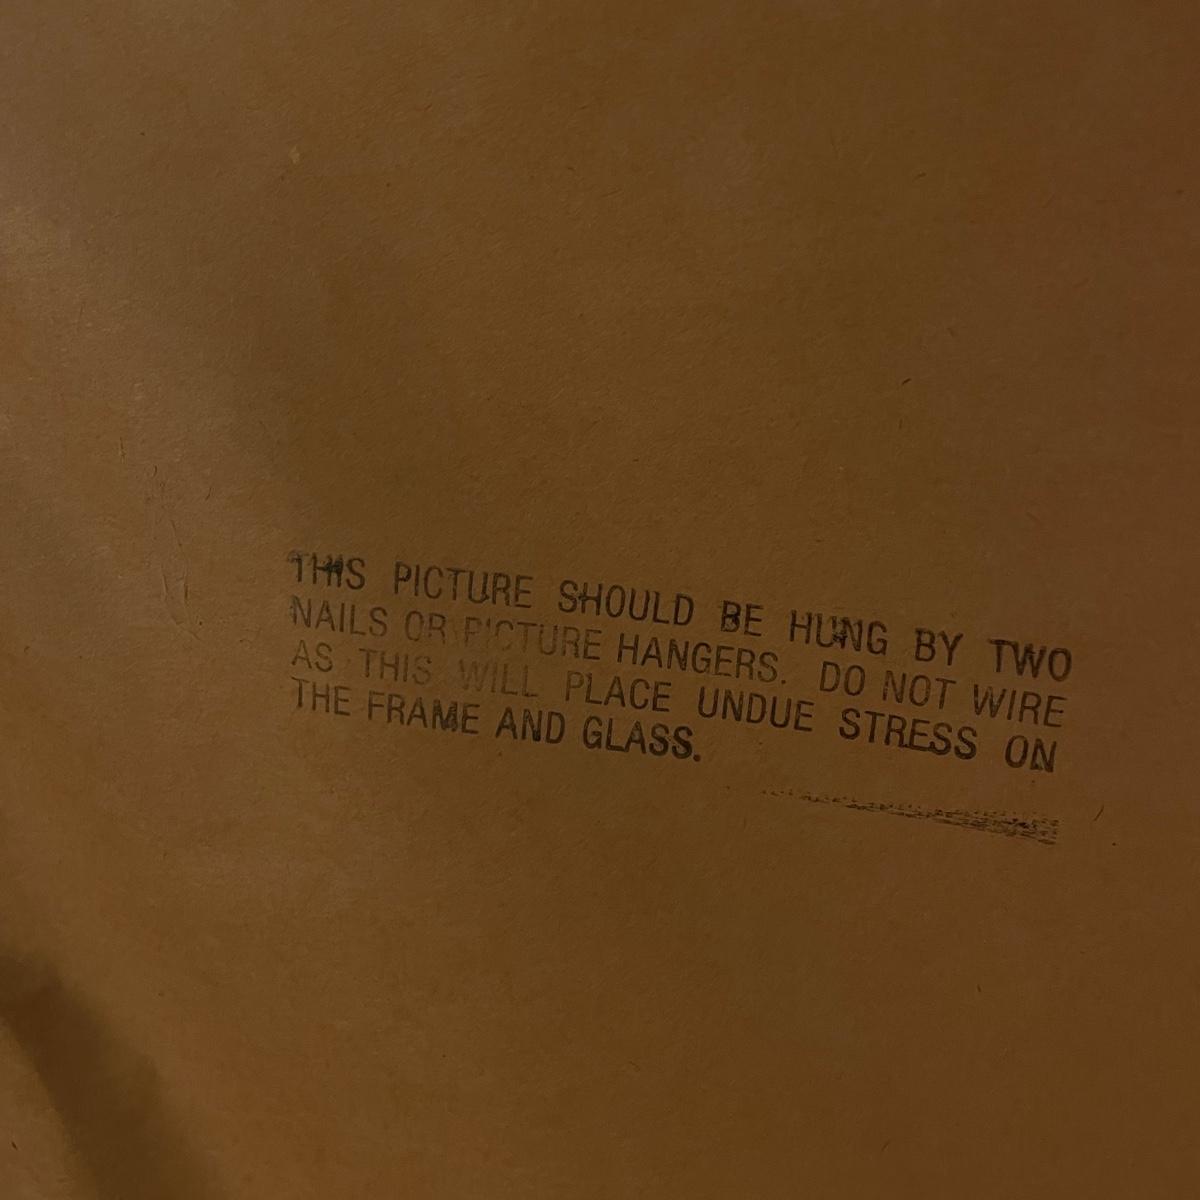 THIS PICTURE SHOULD BE HUNG BY TWO
NAILS OR PICTURE HANGERS. DO NOT WIRE
AS THIS WILL PLACE UNDUE STRESS ON
THE FRAME AND GLASS.